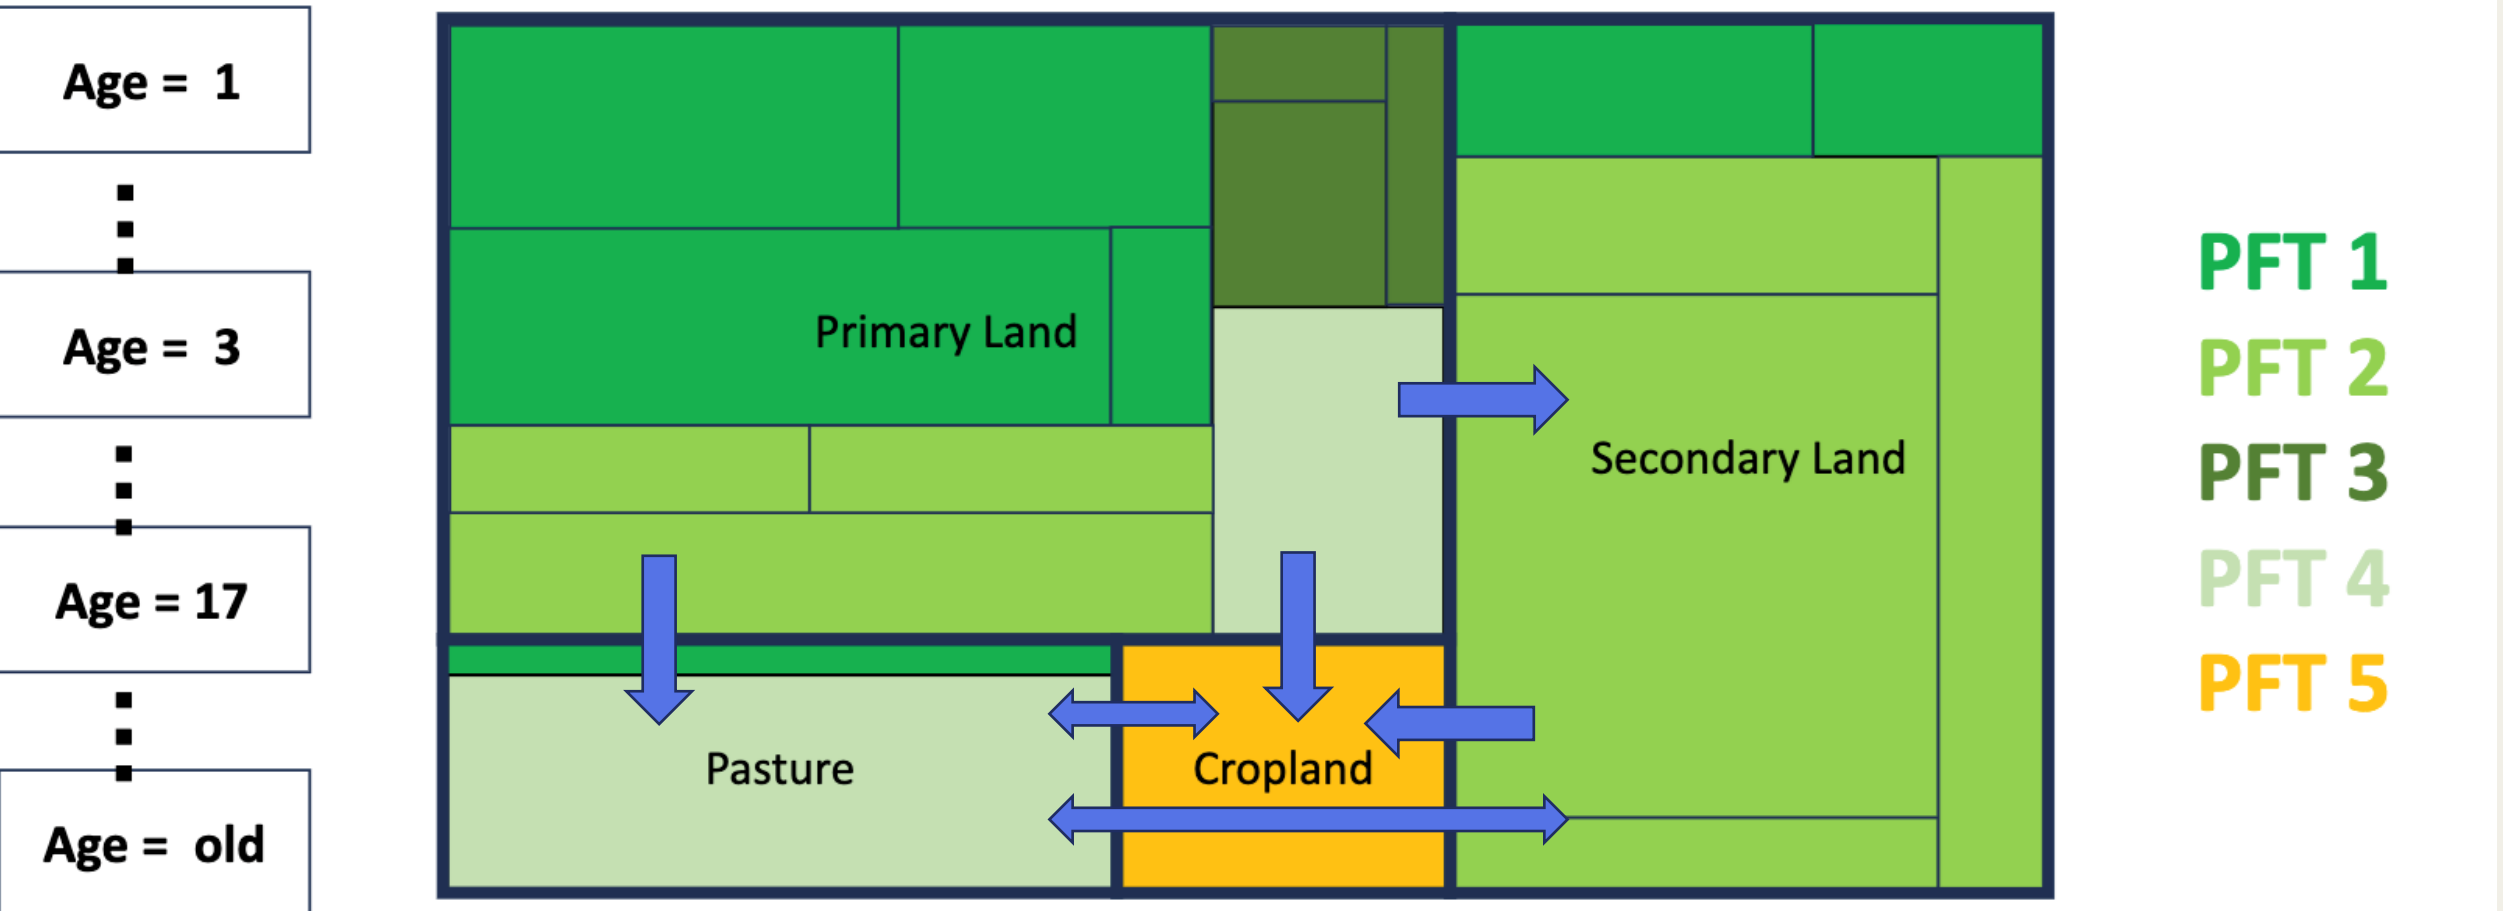 Age = 1
Age = 3
Age = 17
Age = old
Primary Land
Secondary Land
Pasture
Cropland
PFT 1
PFT 2
PFT 3
PFT 4
PFT 5